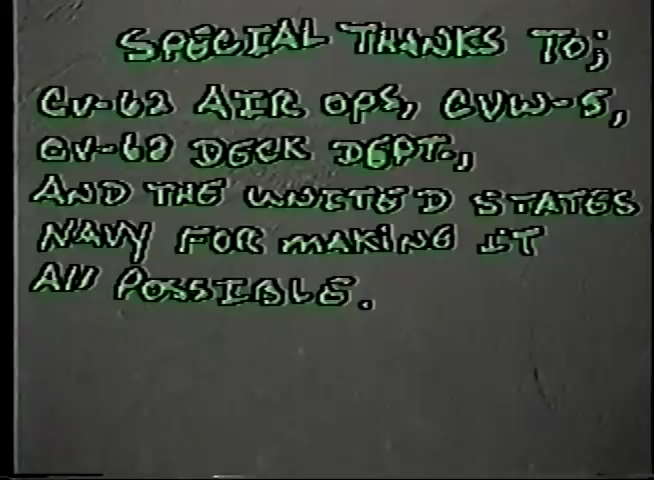 SPECIAL THANKS TO;
CV-62 AIR OPS, CVW-5,
CV-62 DECK DEPT.,
AND THE UNITED STATES
NAVY FOR MAKING IT
All POSSIBLE.